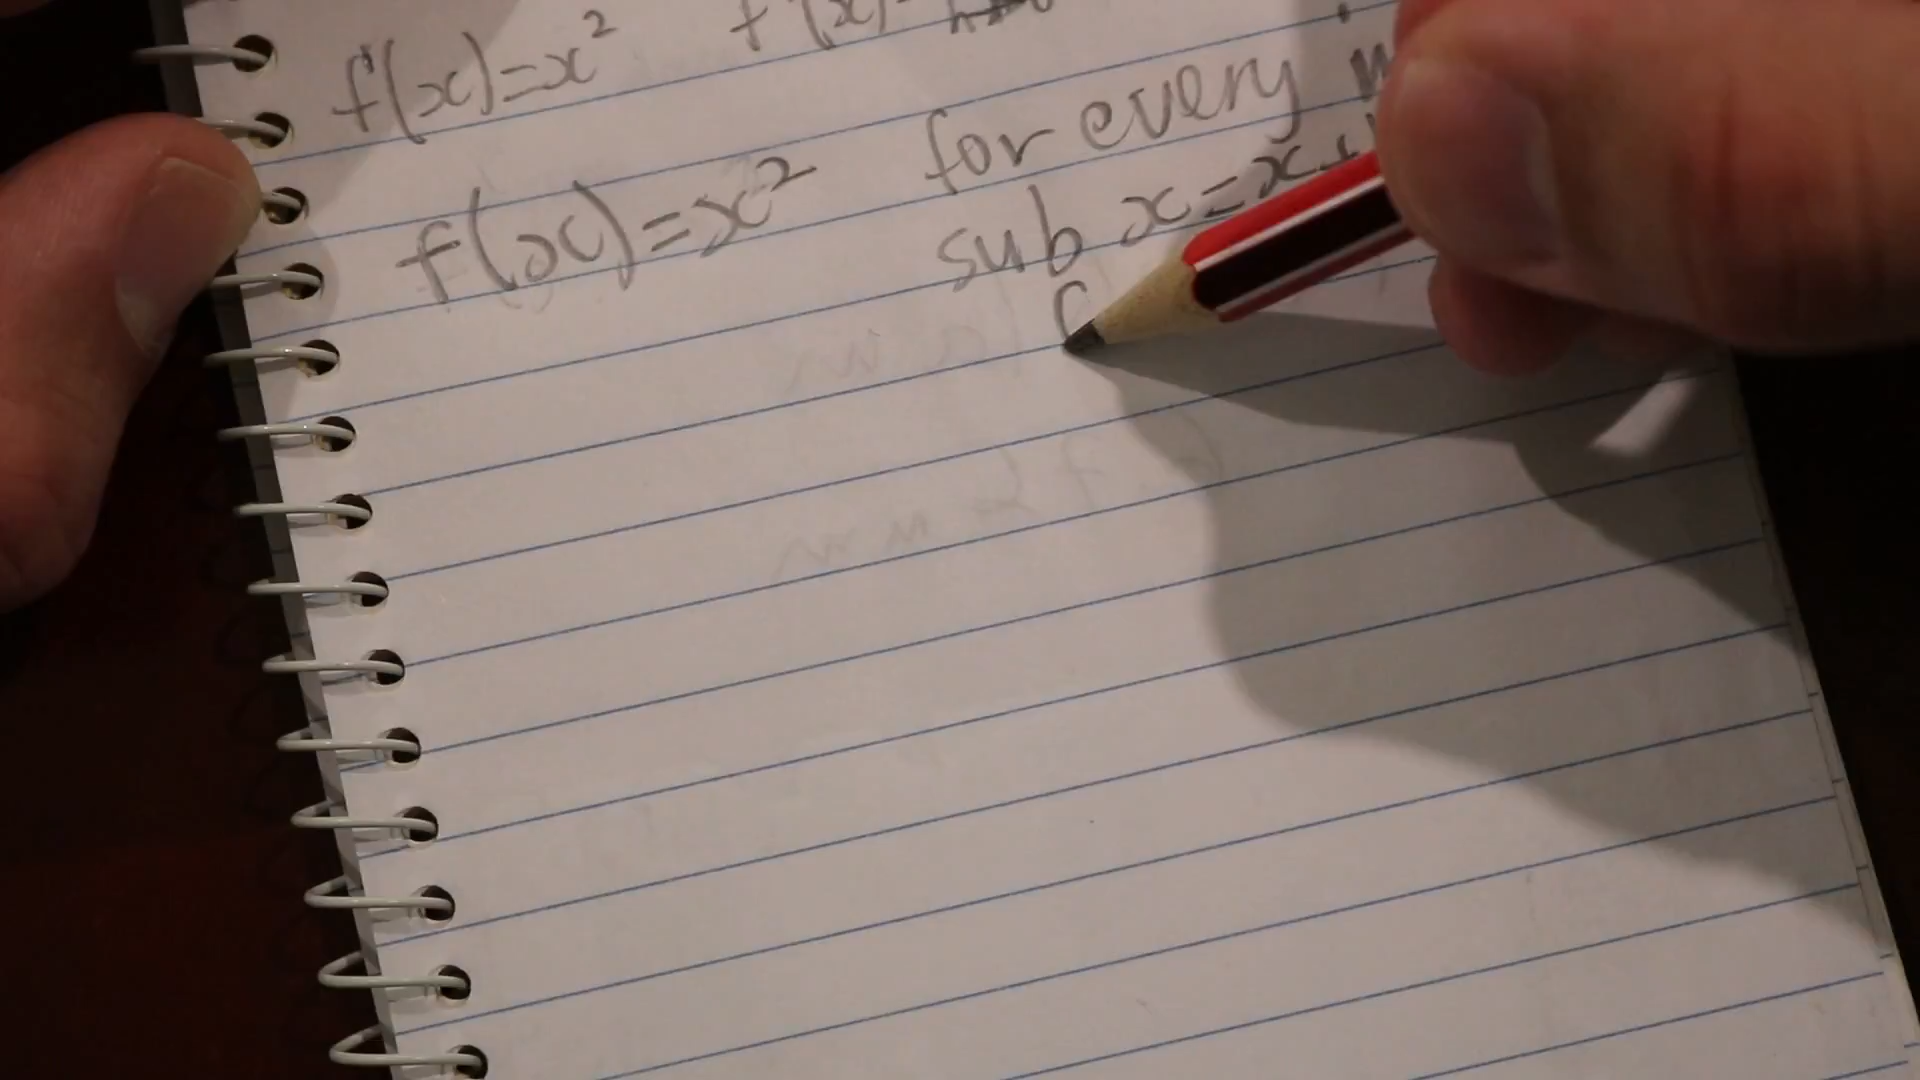 f(x)=x² f'(x)=
f(x)=x² for every
sub x=x+
f